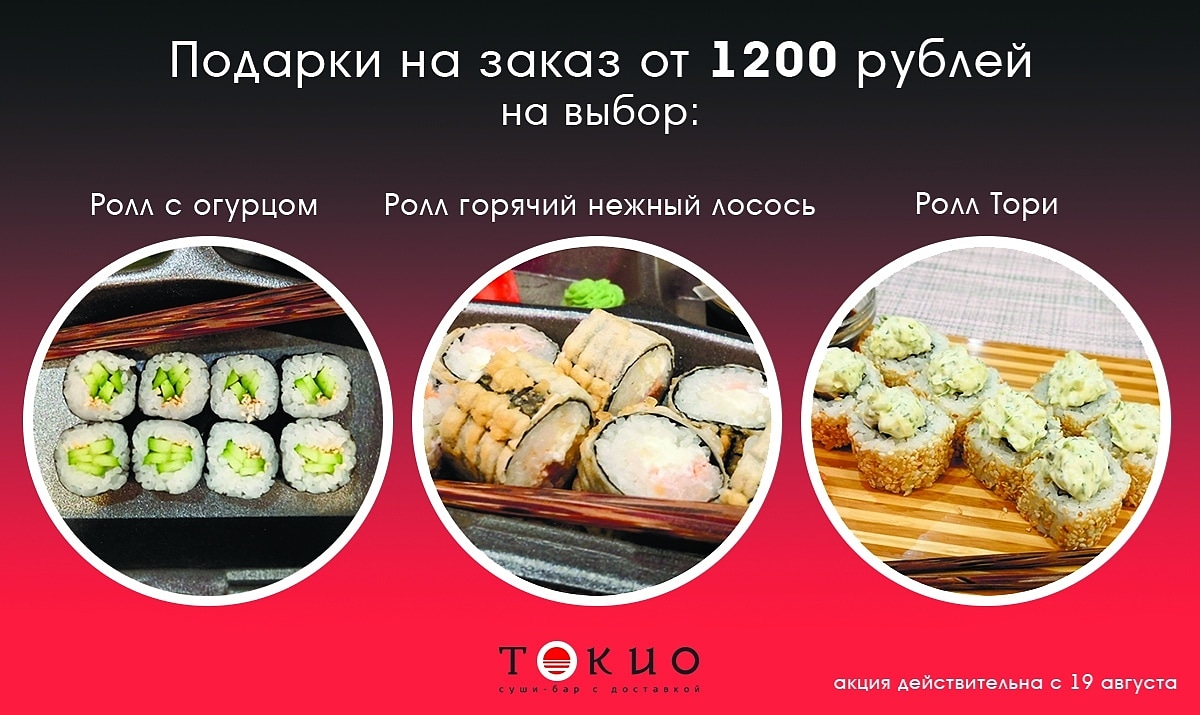 Подарки на заказ от 1200 рублей
на выбор:
Ролл с огурцом
Ролл горячий нежный лосось
Ролл Тори
ТОКИО
суши-бар с доставкой
акция действительна с 19 августа